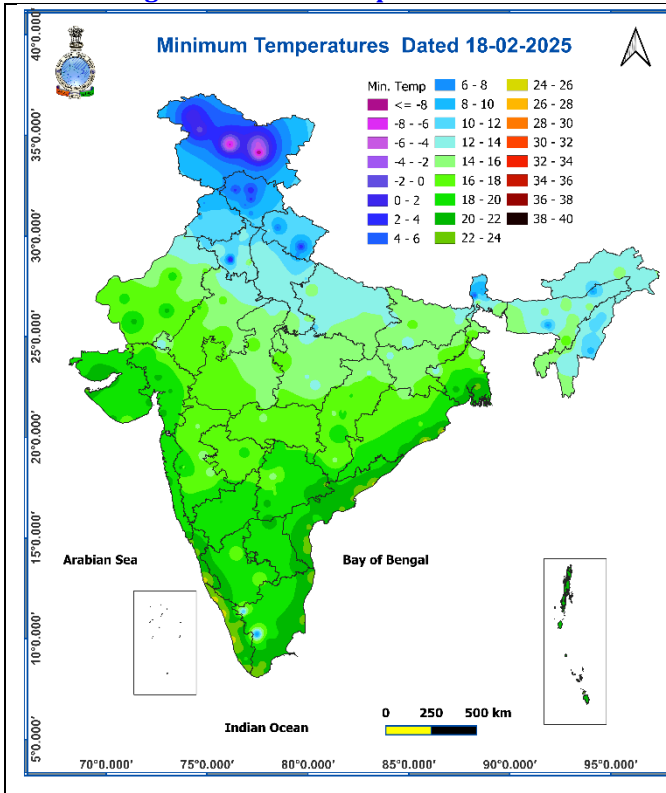 Minimum Temperatures Dated 18-02-2025
Min. Temp
<= -8
-8 - -6
-6 - -4
-4 - -2
-2 - 0
0 - 2
2 - 4
4 - 6
6 - 8
8 - 10
10 - 12
12 - 14
14 - 16
16 - 18
18 - 20
20 - 22
22 - 24
24 - 26
26 - 28
28 - 30
30 - 32
32 - 34
34 - 36
36 - 38
38 - 40
40°0.000'
35°0.000'
30°0.000'
25°0.000'
20°0.000'
15°0.000'
10°0.000'
5°0.000'
Arabian Sea
Bay of Bengal
Indian Ocean
0 250 500 km
70°0.000' 75°0.000' 80°0.000' 85°0.000' 90°0.000' 95°0.000'